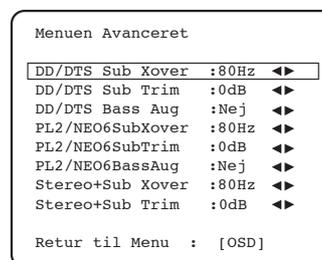 Menuen Avanceret
DD/DTS Sub Xover :80Hz ◄►
DD/DTS Sub Trim :0dB ◄►
DD/DTS Bass Aug :Nej ◄►
PL2/NEO6SubXover :80Hz ◄►
PL2/NEO6SubTrim :0dB ◄►
PL2/NEO6BassAug :Nej ◄►
Stereo+Sub Xover :80Hz ◄►
Stereo+Sub Trim :0dB ◄►
Retur til Menu : [OSD]